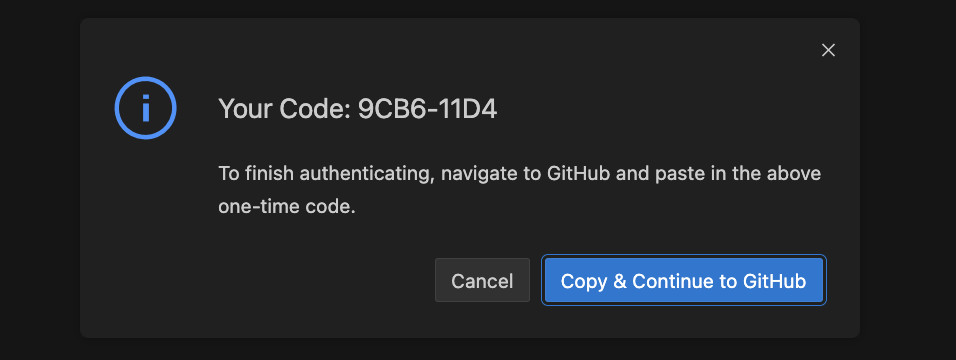 Your Code: 9CB6-11D4
To finish authenticating, navigate to GitHub and paste in the above
one-time code.
Cancel
Copy & Continue to GitHub